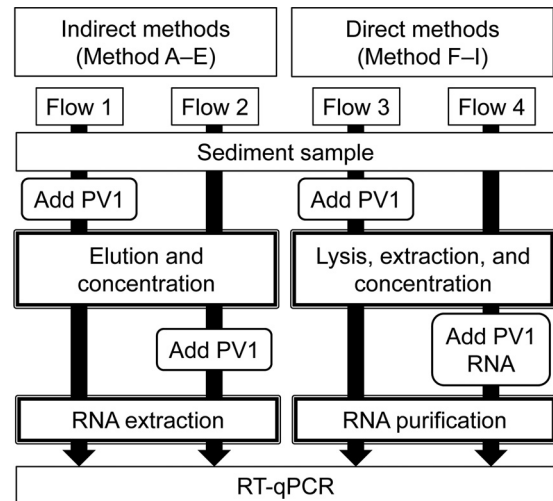 Indirect methods
(Method A–E)
Direct methods
(Method F–I)
Flow 1
Flow 2
Flow 3
Flow 4
Sediment sample
Add PV1
Add PV1
Elution and
concentration
Lysis, extraction, and
concentration
Add PV1
Add PV1
RNA
RNA extraction
RNA purification
RT-qPCR